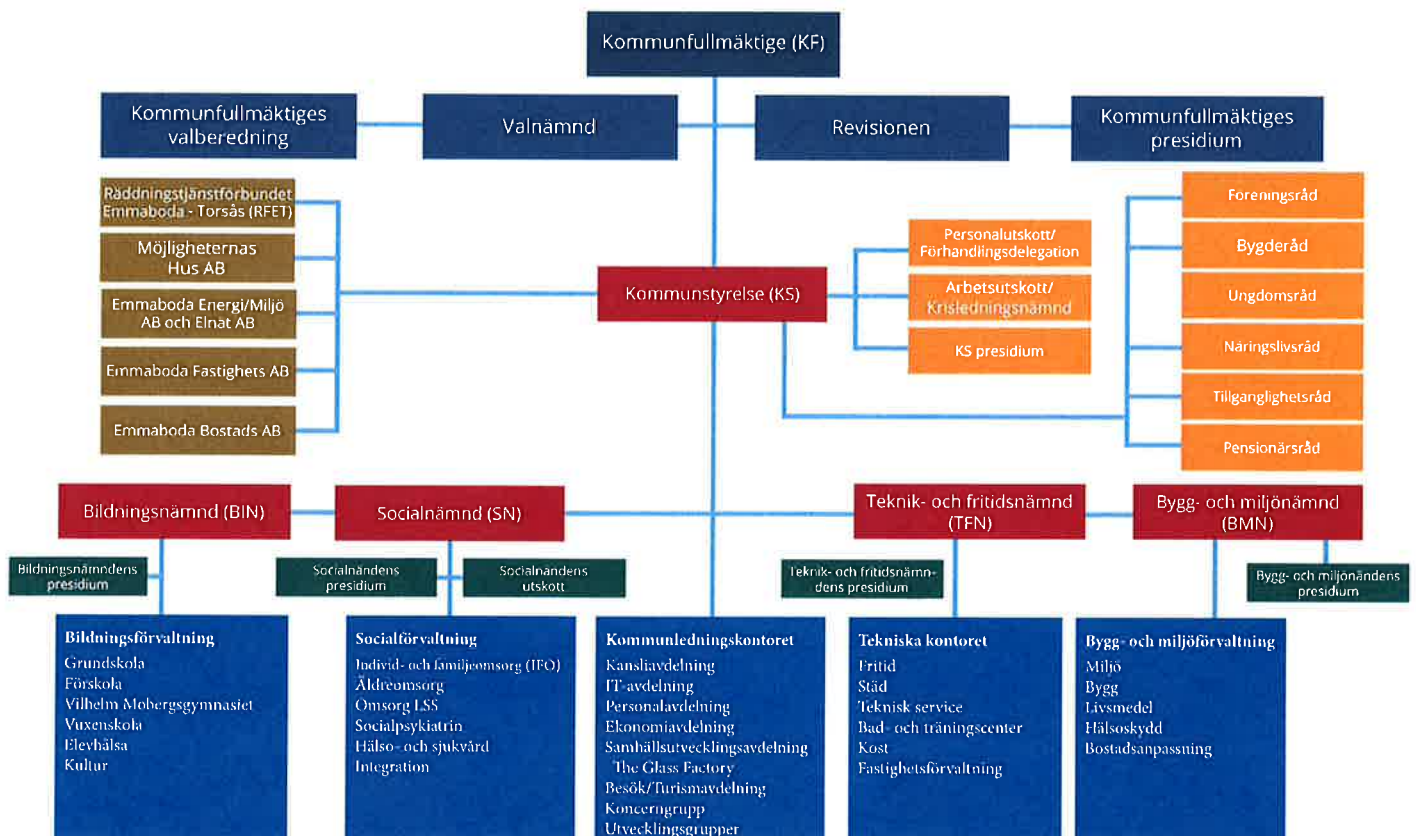 Kommunfullmäktige (KF)
Kommunfullmäktiges
valberedning
Valnämnd
Revisionen
Kommunfullmäktiges
presidium
Räddningstjänstförbundet
Emmaboda - Torsås (RFET)
Möjligheternas
Hus AB
Emmaboda Energi/Miljö
AB och Elnät AB
Emmaboda Fastighets AB
Emmaboda Bostads AB
Kommunstyrelse (KS)
Personalutskott/
Förhandlingsdelegation
Arbetsutskott/
Krisledningsnämnd
KS presidium
Föreningsråd
Bygderåd
Ungdomsråd
Näringslivsråd
Tillgänglighetsråd
Pensionärsråd
Bildningsnämnd (BIN)
Socialnämnd (SN)
Teknik- och fritidsnämnd
(TFN)
Bygg- och miljönämnd
(BMN)
Bildningsnämndens
presidium
Socialnändens
presidium
Socialnändens
utskott
Teknik- och fritidsnämn-
dens presidium
Bygg- och miljönändens
presidium
Bildningsförvaltning
Grundskola
Förskola
Vilhelm Mobergsgymnasiet
Vuxenskola
Elevhälsa
Kultur
Socialförvaltning
Individ- och familjeomsorg (IFO)
Äldreomsorg
Omsorg LSS
Socialpsykiatrin
Hälso- och sjukvård
Integration
Kommunledningskontoret
Kansliavdelning
IT-avdelning
Personalavdelning
Ekonomiavdelning
Samhällsutvecklingsavdelning
The Glass Factory
Besök/Turismavdelning
Koncerngrupp
Utvecklingsgrupper
Tekniska kontoret
Fritid
Städ
Teknisk service
Bad- och träningscenter
Kost
Fastighetsförvaltning
Bygg- och miljöförvaltning
Miljö
Bygg
Livsmedel
Hälsoskydd
Bostadsanpassning